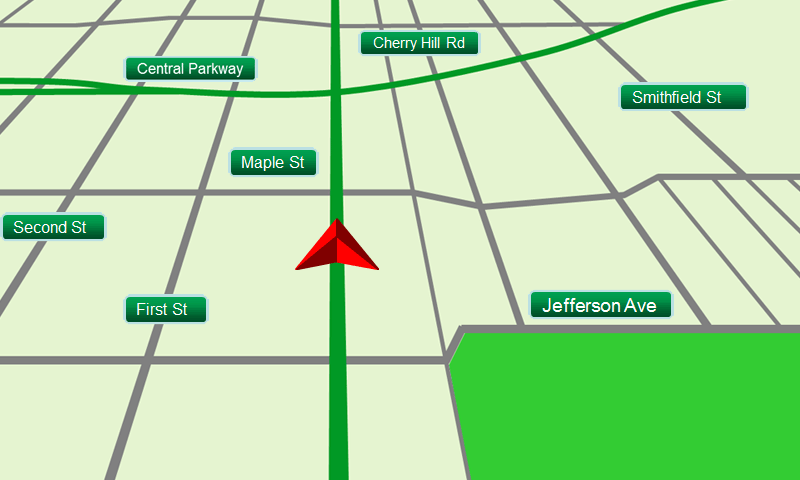 Cherry Hill Rd
Central Parkway
Smithfield St
Maple St
Second St
First St
Jefferson Ave